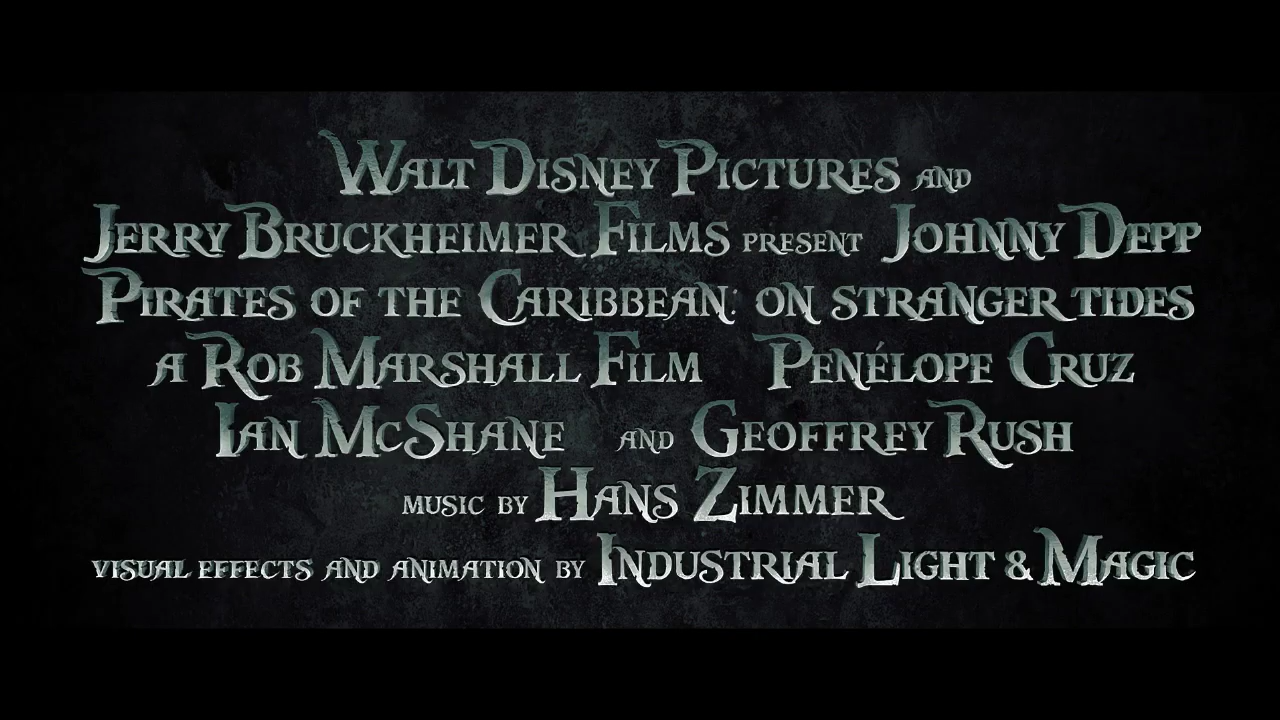 Walt Disney Pictures and
Jerry Bruckheimer Films present Johnny Depp
Pirates of the Caribbean: on stranger tides
a Rob Marshall Film Penélope Cruz
Ian McShane and Geoffrey Rush
music by Hans Zimmer
visual effects and animation by Industrial Light & Magic